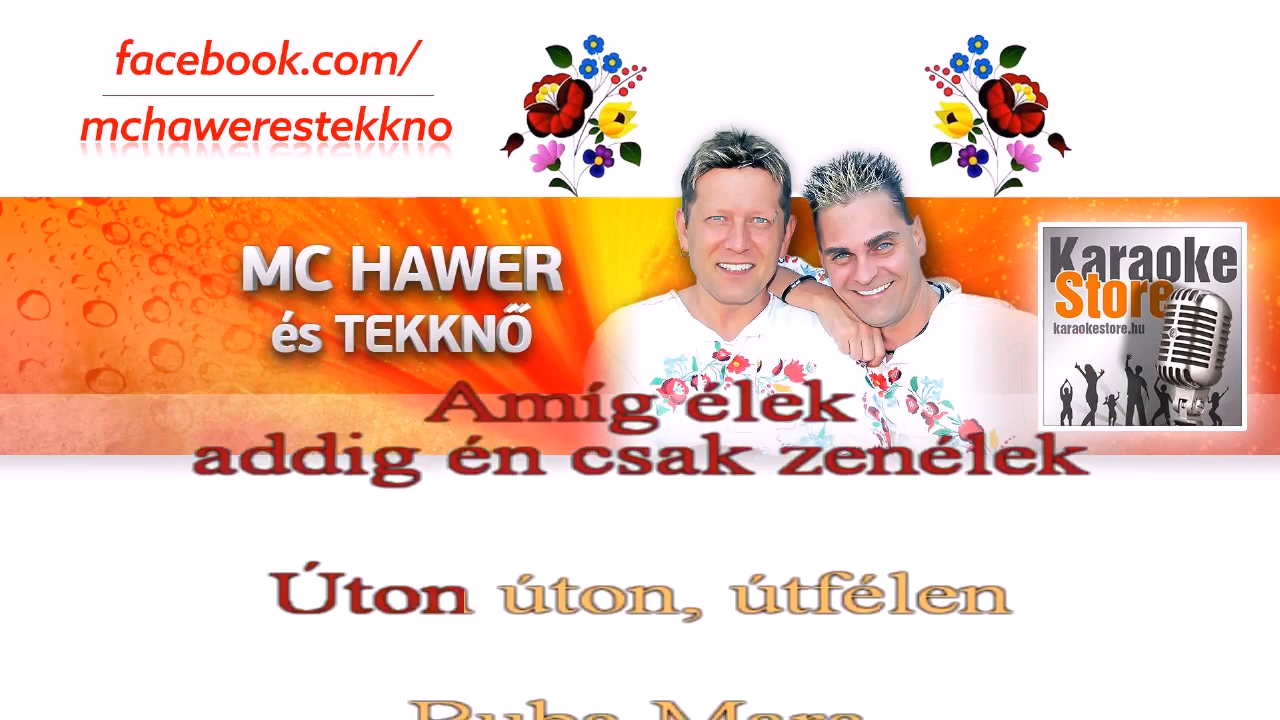 facebook.com/
mchawerestekkno
MC HAWER
és TEKKNŐ
Karaoke
Store
karaokestore.hu
Amíg élek
addig én csak zenélek
Úton úton, útfélen